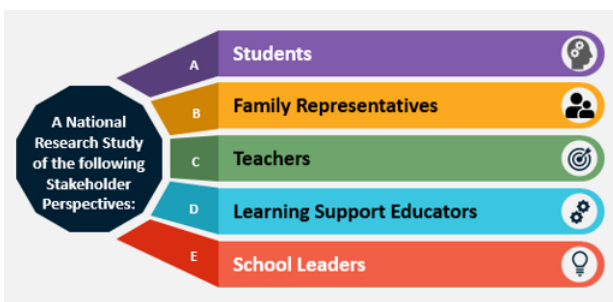 A National
Research Study
of the following
Stakeholder
Perspectives:
A
Students
B
Family Representatives
C
Teachers
D
Learning Support Educators
E
School Leaders